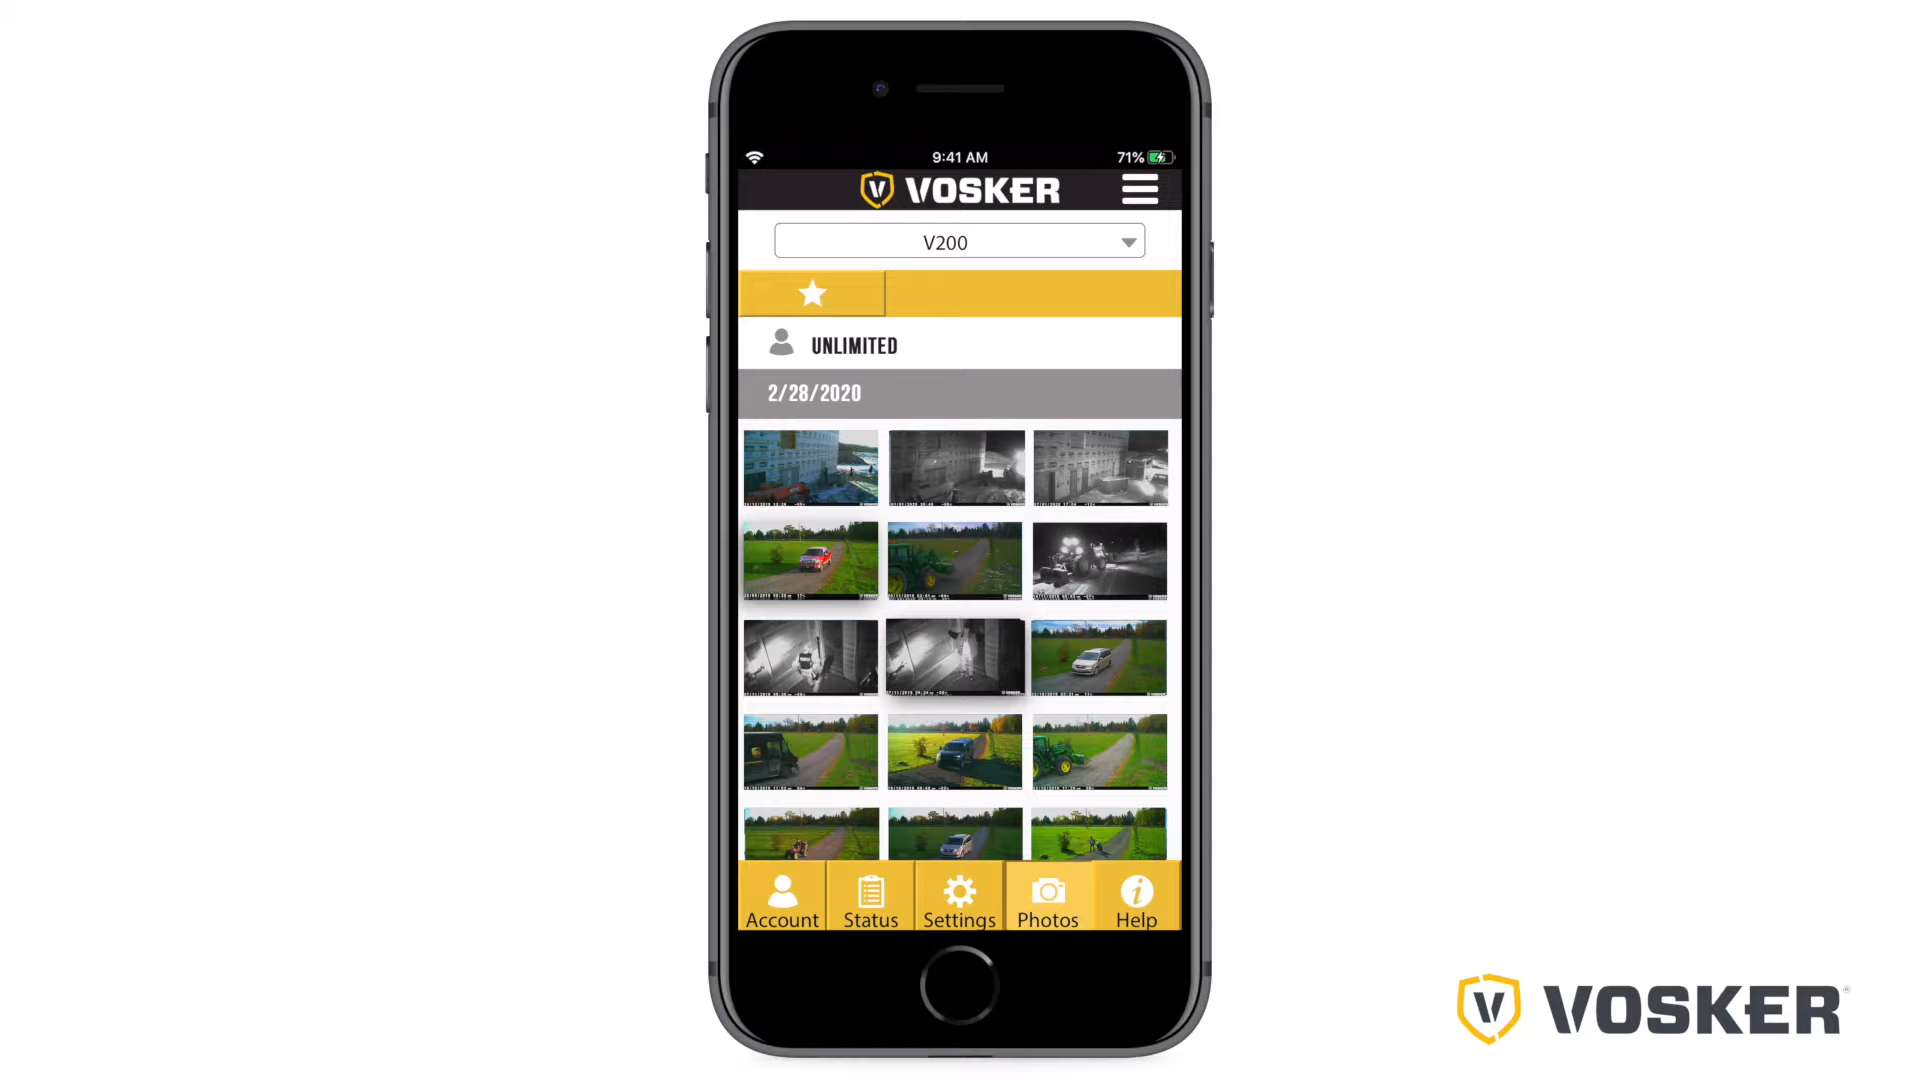 9:41 AM
71%
VOSKER
V200
UNLIMITED
2/28/2020
Account
Status
Settings
Photos
Help
VOSKER